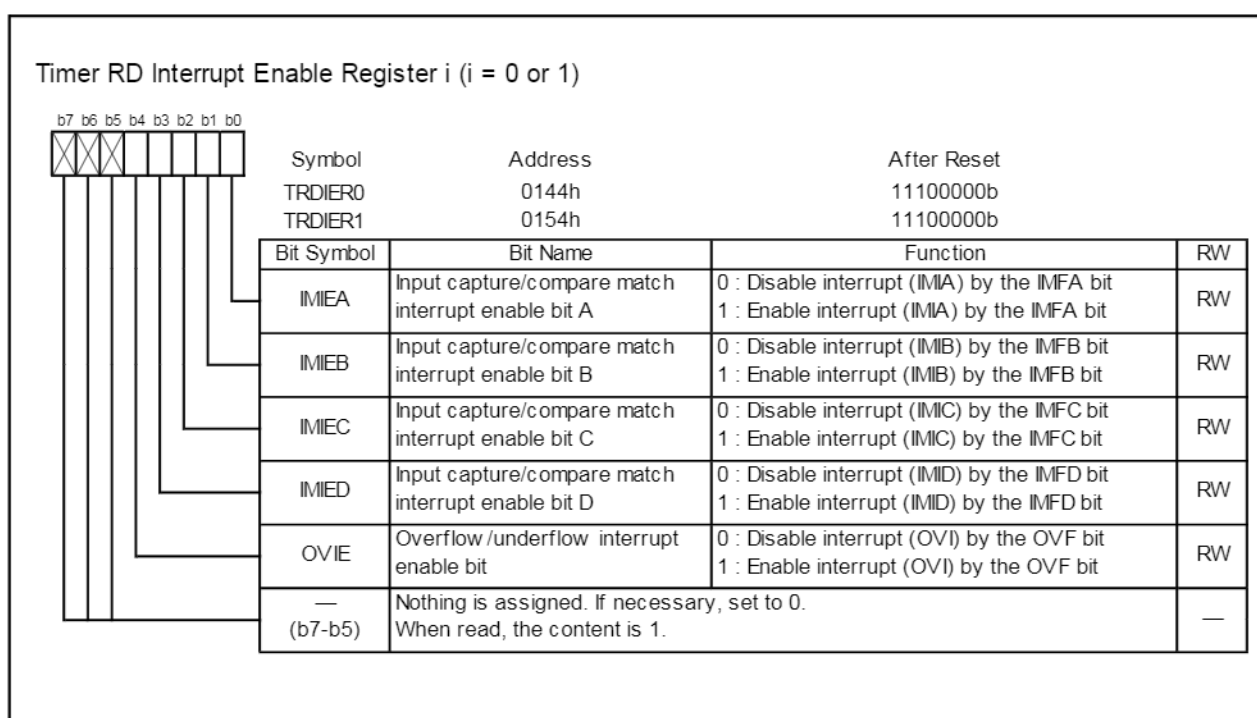 Timer RD Interrupt Enable Register i (i = 0 or 1)
b7 b6 b5 b4 b3 b2 b1 b0
Symbol Address After Reset
TRDIER0 0144h 11100000b
TRDIER1 0154h 11100000b
Bit Symbol Bit Name Function RW
IMIEA Input capture/compare match interrupt enable bit A 0 : Disable interrupt (IMIA) by the IMFA bit
1 : Enable interrupt (IMIA) by the IMFA bit RW
IMIEB Input capture/compare match interrupt enable bit B 0 : Disable interrupt (IMIB) by the IMFB bit
1 : Enable interrupt (IMIB) by the IMFB bit RW
IMIEC Input capture/compare match interrupt enable bit C 0 : Disable interrupt (IMIC) by the IMFC bit
1 : Enable interrupt (IMIC) by the IMFC bit RW
IMIED Input capture/compare match interrupt enable bit D 0 : Disable interrupt (IMID) by the IMFD bit
1 : Enable interrupt (IMID) by the IMFD bit RW
OVIE Overflow/underflow interrupt enable bit 0 : Disable interrupt (OVI) by the OVF bit
1 : Enable interrupt (OVI) by the OVF bit RW
— (b7-b5) Nothing is assigned. If necessary, set to 0.
When read, the content is 1. —